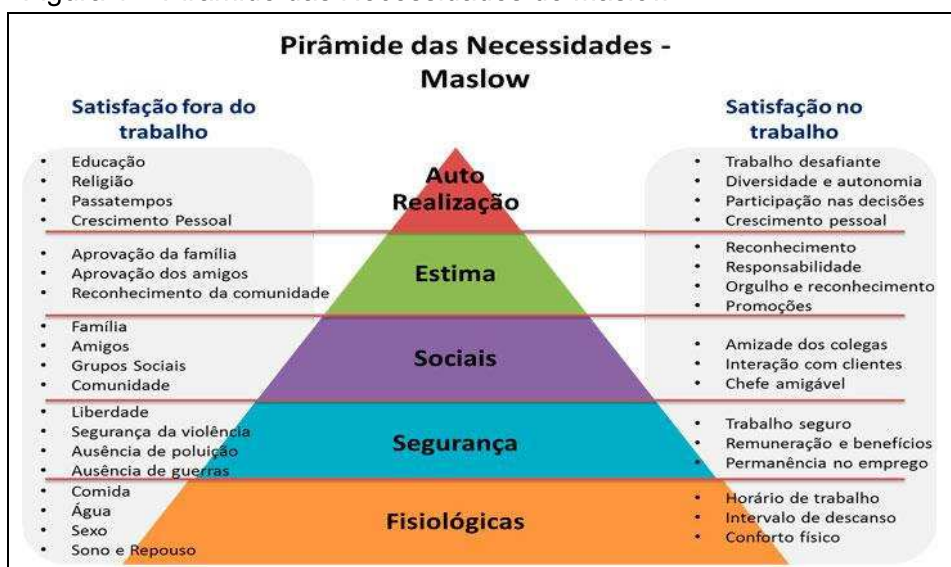 Pirâmide das Necessidades -
Maslow
Satisfação fora do
trabalho
Satisfação no
trabalho
• Educação
• Religião
• Passatempos
• Crescimento Pessoal
Auto
Realização
• Trabalho desafiante
• Diversidade e autonomia
• Participação nas decisões
• Crescimento pessoal
• Aprovação da família
• Aprovação dos amigos
• Reconhecimento da comunidade
Estima
• Reconhecimento
• Responsabilidade
• Orgulho e reconhecimento
• Promoções
• Família
• Amigos
• Grupos Sociais
• Comunidade
Sociais
• Amizade dos colegas
• Interação com clientes
• Chefe amigável
• Liberdade
• Segurança da violência
• Ausência de poluição
• Ausência de guerras
Segurança
• Trabalho seguro
• Remuneração e benefícios
• Permanência no emprego
• Comida
• Água
• Sexo
• Sono e Repouso
Fisiológicas
• Horário de trabalho
• Intervalo de descanso
• Conforto físico